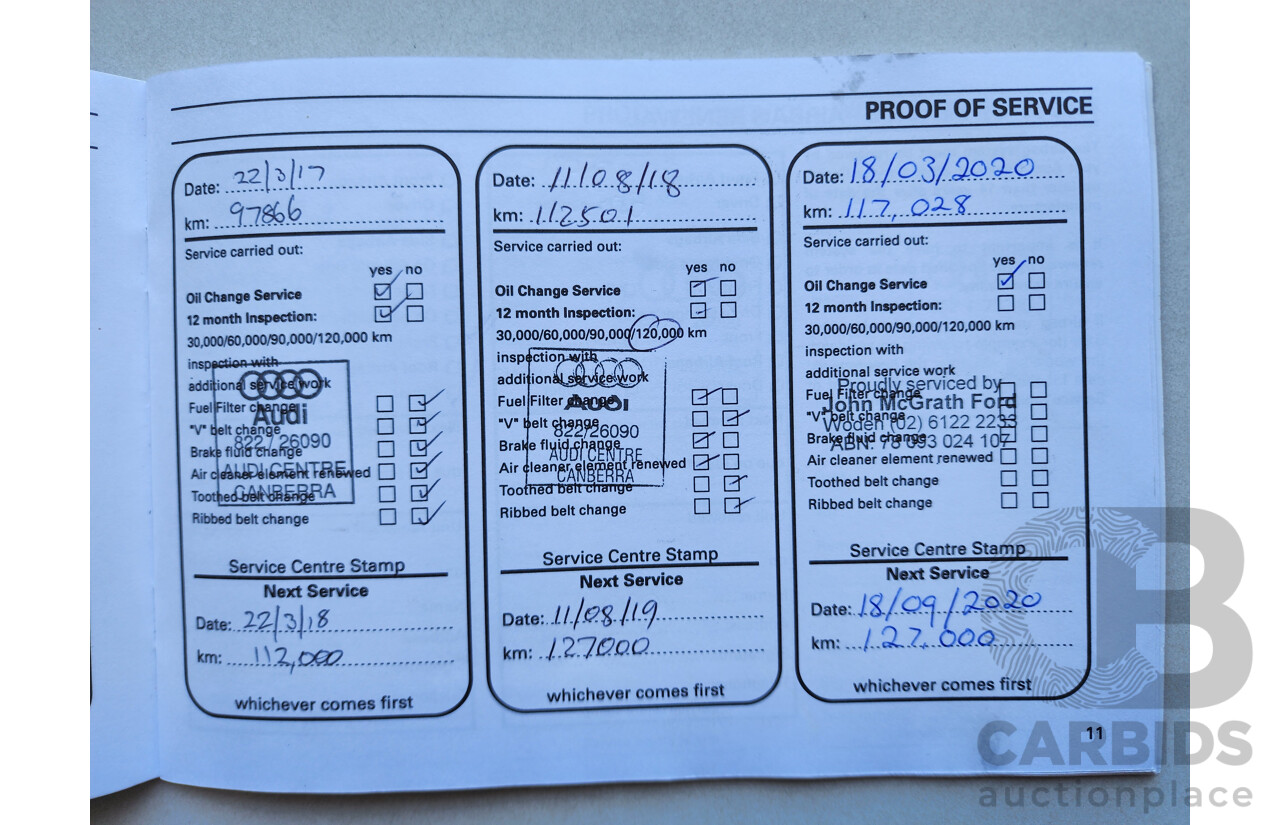 PROOF OF SERVICE
Date: 22/3/17
km: 97866
Service carried out:
yes no
Oil Change Service
12 month Inspection:
30,000/60,000/90,000/120,000 km
inspection with
additional service work
Fuel Filter change
"V" belt change
Brake fluid change
Air cleaner element renewed
Toothed belt change
Ribbed belt change
Audi
822 / 26090
AUDI CENTRE
CANBERRA
Service Centre Stamp
Next Service
Date: 22/3/18
km: 112,000
whichever comes first
Date: 11/08/18
km: 112501
Service carried out:
yes no
Oil Change Service
12 month Inspection:
30,000/60,000/90,000/120,000 km
inspection with
additional service work
Fuel Filter change
"V" belt change
Brake fluid change
Air cleaner element renewed
Toothed belt change
Ribbed belt change
Audi
822/26090
AUDI CENTRE
CANBERRA
Service Centre Stamp
Next Service
Date: 11/08/19
km: 127000
whichever comes first
Date: 18/03/2020
km: 117,028
Service carried out:
yes no
Oil Change Service
12 month Inspection:
30,000/60,000/90,000/120,000 km
inspection with
additional service work
Fuel Filter change
"V" belt change
Brake fluid change
Air cleaner element renewed
Toothed belt change
Ribbed belt change
Proudly serviced by
John McGrath Ford
Woden (02) 6122 2233
ABN: 78 093 024 107
Service Centre Stamp
Next Service
Date: 18/09/2020
km: 127,000
whichever comes first
11
CB
CARBIDS
auctionplace